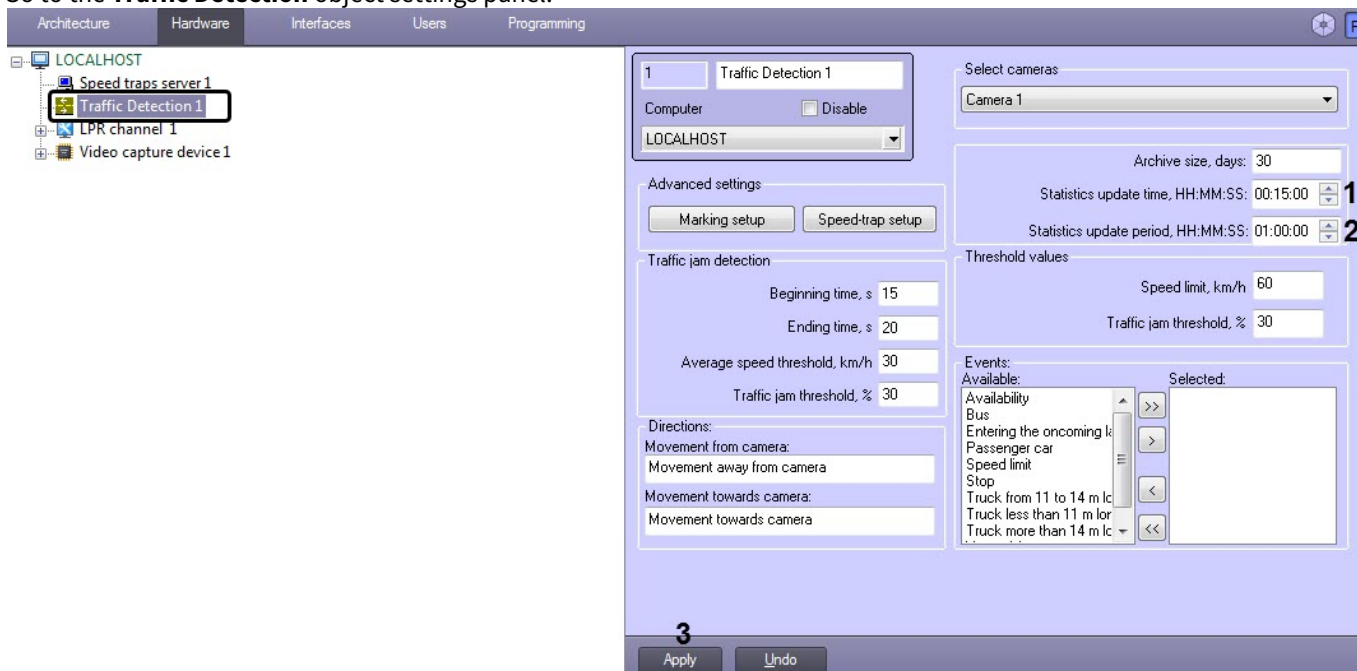 Go to the Traffic Detection object settings panel.
Architecture Hardware Interfaces Users Programming
LOCALHOST
Speed traps server 1
Traffic Detection 1
LPR channel 1
Video capture device 1
1 Traffic Detection 1
Computer Disable
LOCALHOST
Select cameras
Camera 1
Archive size, days: 30
Statistics update time, HH:MM:SS: 00:15:00 1
Statistics update period, HH:MM:SS: 01:00:00 2
Advanced settings
Marking setup Speed-trap setup
Traffic jam detection
Beginning time, s 15
Ending time, s 20
Average speed threshold, km/h 30
Traffic jam threshold, % 30
Threshold values
Speed limit, km/h 60
Traffic jam threshold, % 30
Directions:
Movement from camera:
Movement away from camera
Movement towards camera:
Movement towards camera
Events:
Available: Selected:
Availability
Bus
Entering the oncoming
Passenger car
Speed limit
Stop
Truck from 11 to 14 m
Truck less than 11 m
Truck more than 14 m
>>
>
<
<<
3
Apply Undo